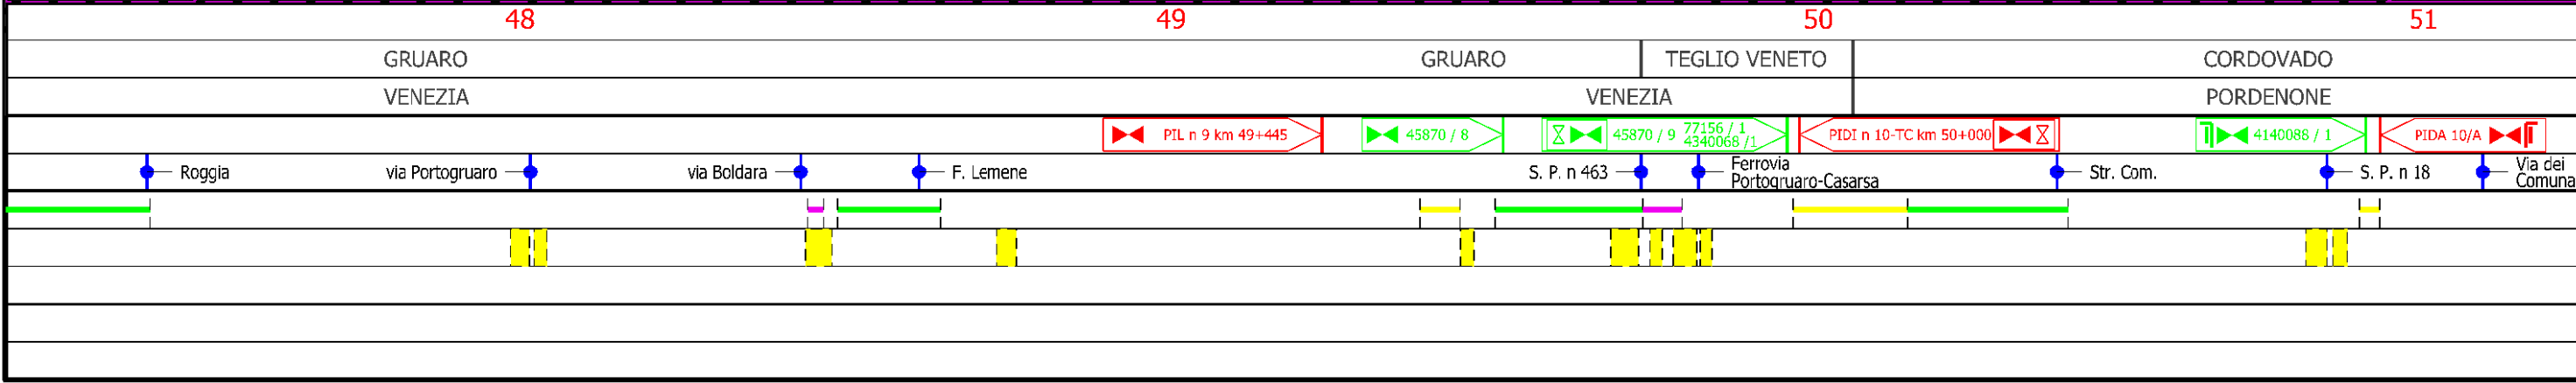 48 49 50 51
GRUARO GRUARO TEGLIO VENETO CORDOVADO
VENEZIA VENEZIA PORDENONE
PIL n 9 km 49+445 45870 / 8 45870 / 9 77156 / 1 4340068 /1 PIDI n 10-TC km 50+000 4140088 / 1 PIDA 10/A
Roggia via Portogruaro via Boldara F. Lemene S. P. n 463 Ferrovia Str. Com. S. P. n 18 Via dei
Portogruaro-Casarsa Comuna